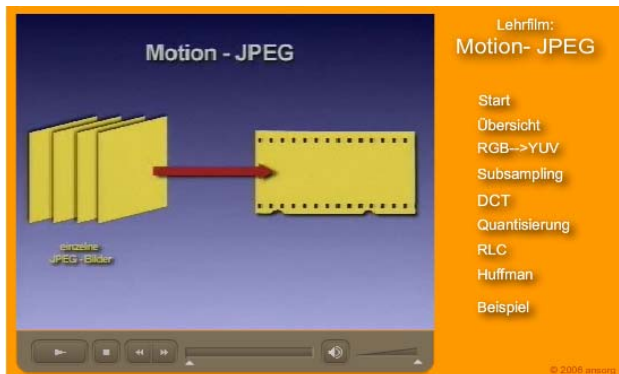 Motion - JPEG
einzelne
JPEG - Bilder
Lehrfilm:
Motion- JPEG
Start
Übersicht
RGB-->YUV
Subsampling
DCT
Quantisierung
RLC
Huffman
Beispiel
© 2006 ansorg